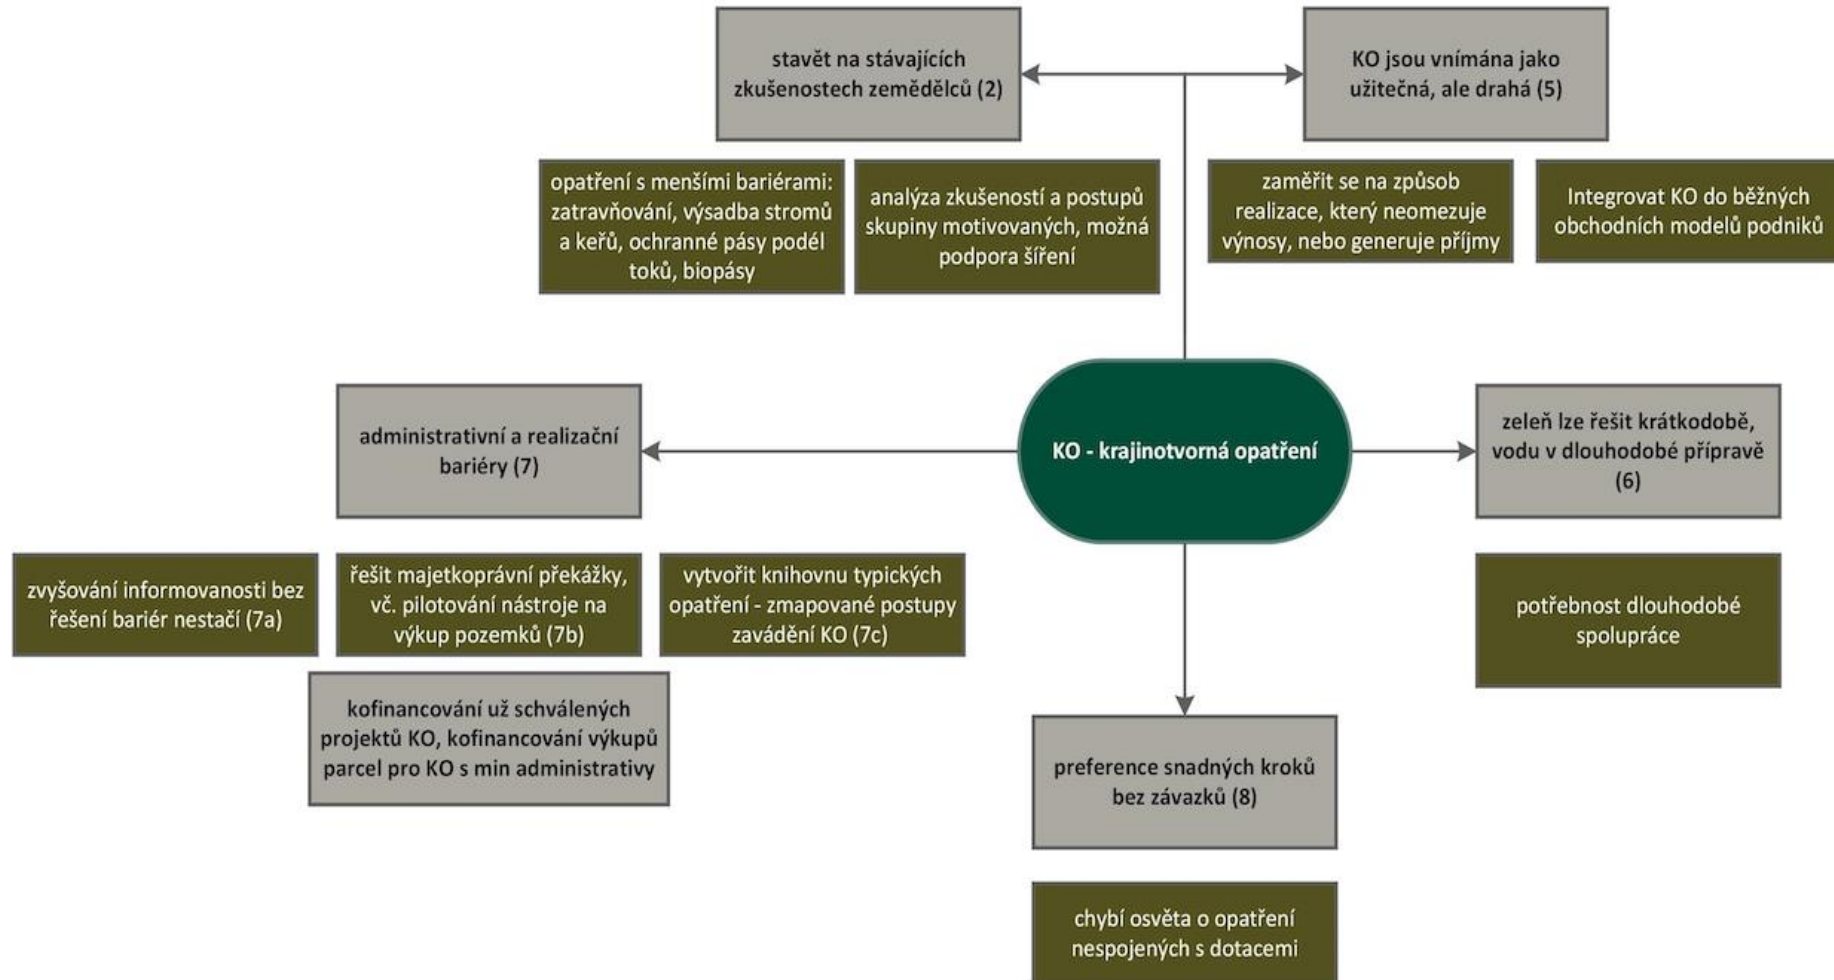 stavět na stávajících
zkušenostech zemědělců (2)
KO jsou vnímána jako
užitečná, ale drahá (5)
opatření s menšími bariérami:
zatravňování, výsadba stromů
a keřů, ochranné pásy podél
toků, biopásy
analýza zkušeností a postupů
skupiny motivovaných, možná
podpora šíření
zaměřit se na způsob
realizace, který neomezuje
výnosy, nebo generuje příjmy
Integrovat KO do běžných
obchodních modelů podniků
administrativní a realizační
bariéry (7)
KO - krajinotvorná opatření
zeleň lze řešit krátkodobě,
vodu v dlouhodobé přípravě
(6)
zvyšování informovanosti bez
řešení bariér nestačí (7a)
řešit majetkoprávní překážky,
vč. pilotování nástroje na
výkup pozemků (7b)
vytvořit knihovnu typických
opatření - zmapované postupy
zavádění KO (7c)
potřebnost dlouhodobé
spolupráce
kofinancování už schválených
projektů KO, kofinancování výkupů
parcel pro KO s min administrativy
preference snadných kroků
bez závazků (8)
chybí osvěta o opatření
nespojených s dotacemi